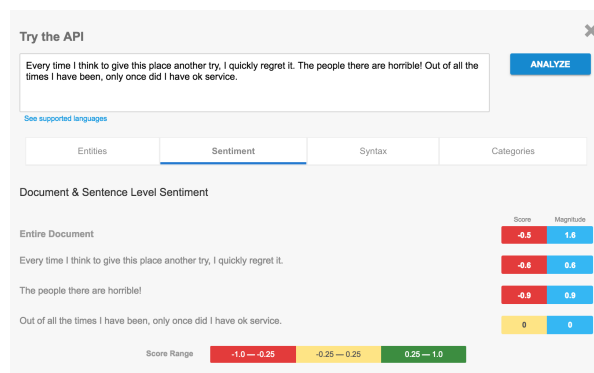 Try the API
Every time I think to give this place another try, I quickly regret it. The people there are horrible! Out of all the
times I have been, only once did I have ok service.
ANALYZE
See supported languages
Entities Sentiment Syntax Categories
Document & Sentence Level Sentiment
Score Magnitude
Entire Document -0.5 1.6
Every time I think to give this place another try, I quickly regret it. -0.6 0.6
The people there are horrible! -0.9 0.9
Out of all the times I have been, only once did I have ok service. 0 0
Score Range -1.0 — -0.25 -0.25 — 0.25 0.25 — 1.0